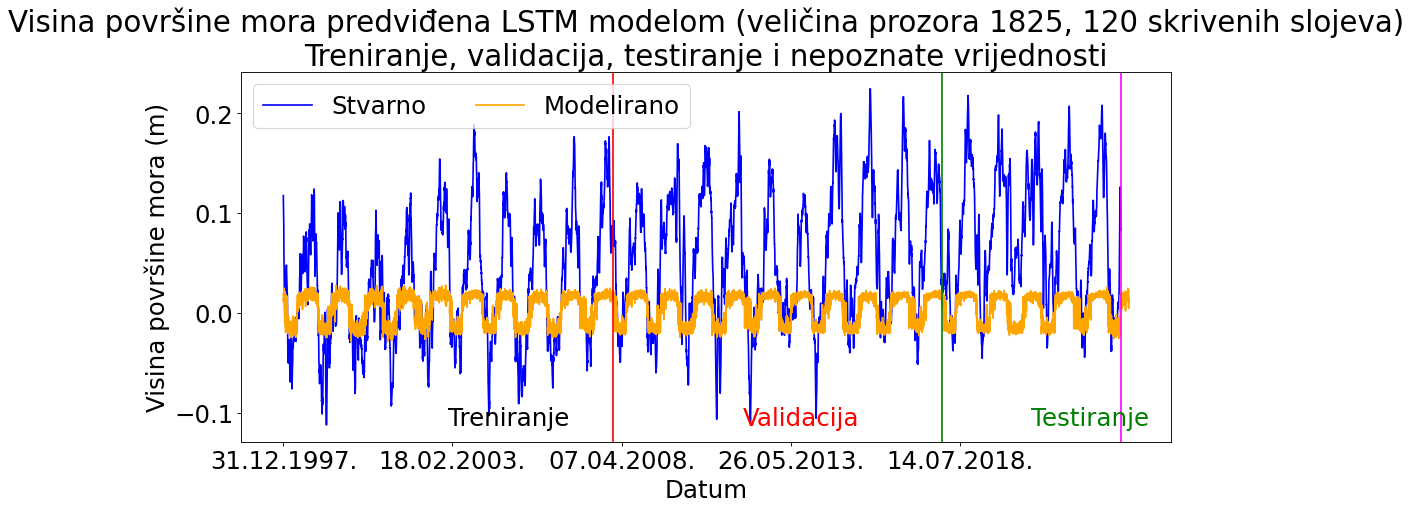 Visina površine mora predviđena LSTM modelom (veličina prozora 1825, 120 skrivenih slojeva)
Treniranje, validacija, testiranje i nepoznate vrijednosti
Stvarno Modelirano
Visina površine mora (m)
0.2
0.1
0.0
−0.1
Treniranje Validacija Testiranje
31.12.1997. 18.02.2003. 07.04.2008. 26.05.2013. 14.07.2018.
Datum